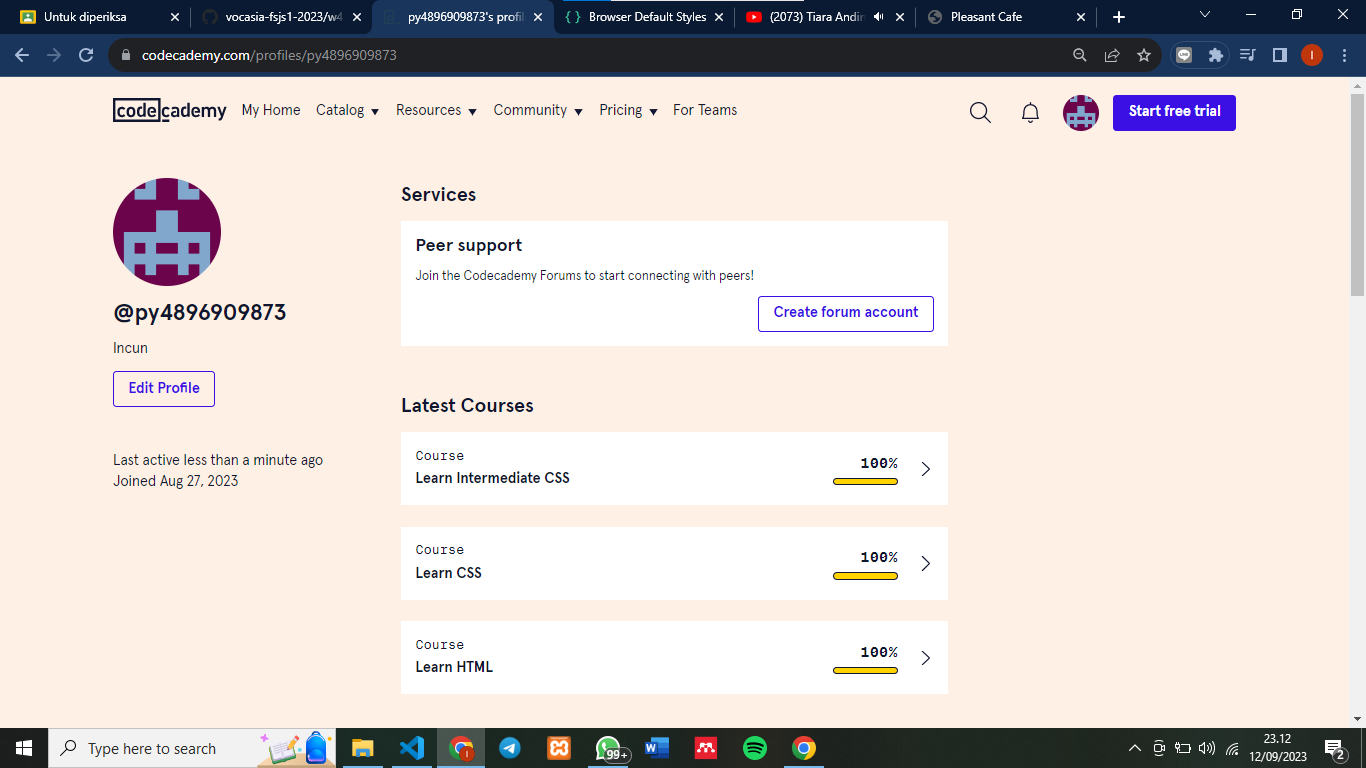 Untuk diperiksa
vocasia-fsjs1-2023/w4
py4896909873's profil
Browser Default Styles
(2073) Tiara Andin
Pleasant Cafe
codecademy.com/profiles/py4896909873
I
codecademy
My Home
Catalog
Resources
Community
Pricing
For Teams
Start free trial
@py4896909873
Incun
Edit Profile
Last active less than a minute ago
Joined Aug 27, 2023
Services
Peer support
Join the Codecademy Forums to start connecting with peers!
Create forum account
Latest Courses
Course
Learn Intermediate CSS
100%
Course
Learn CSS
100%
Course
Learn HTML
100%
Type here to search
99+
23.12
12/09/2023
2